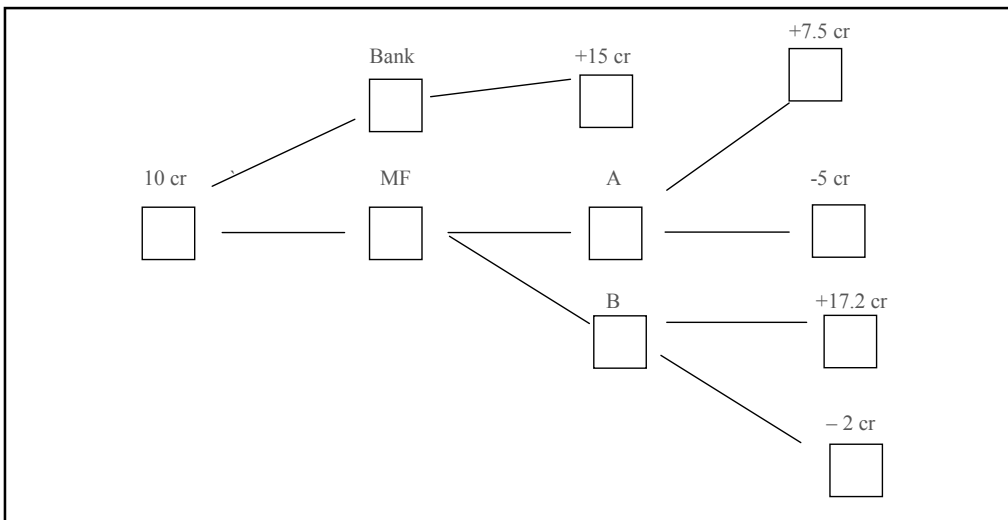 +7.5 cr
Bank
+15 cr
10 cr
MF
A
-5 cr
B
+17.2 cr
– 2 cr